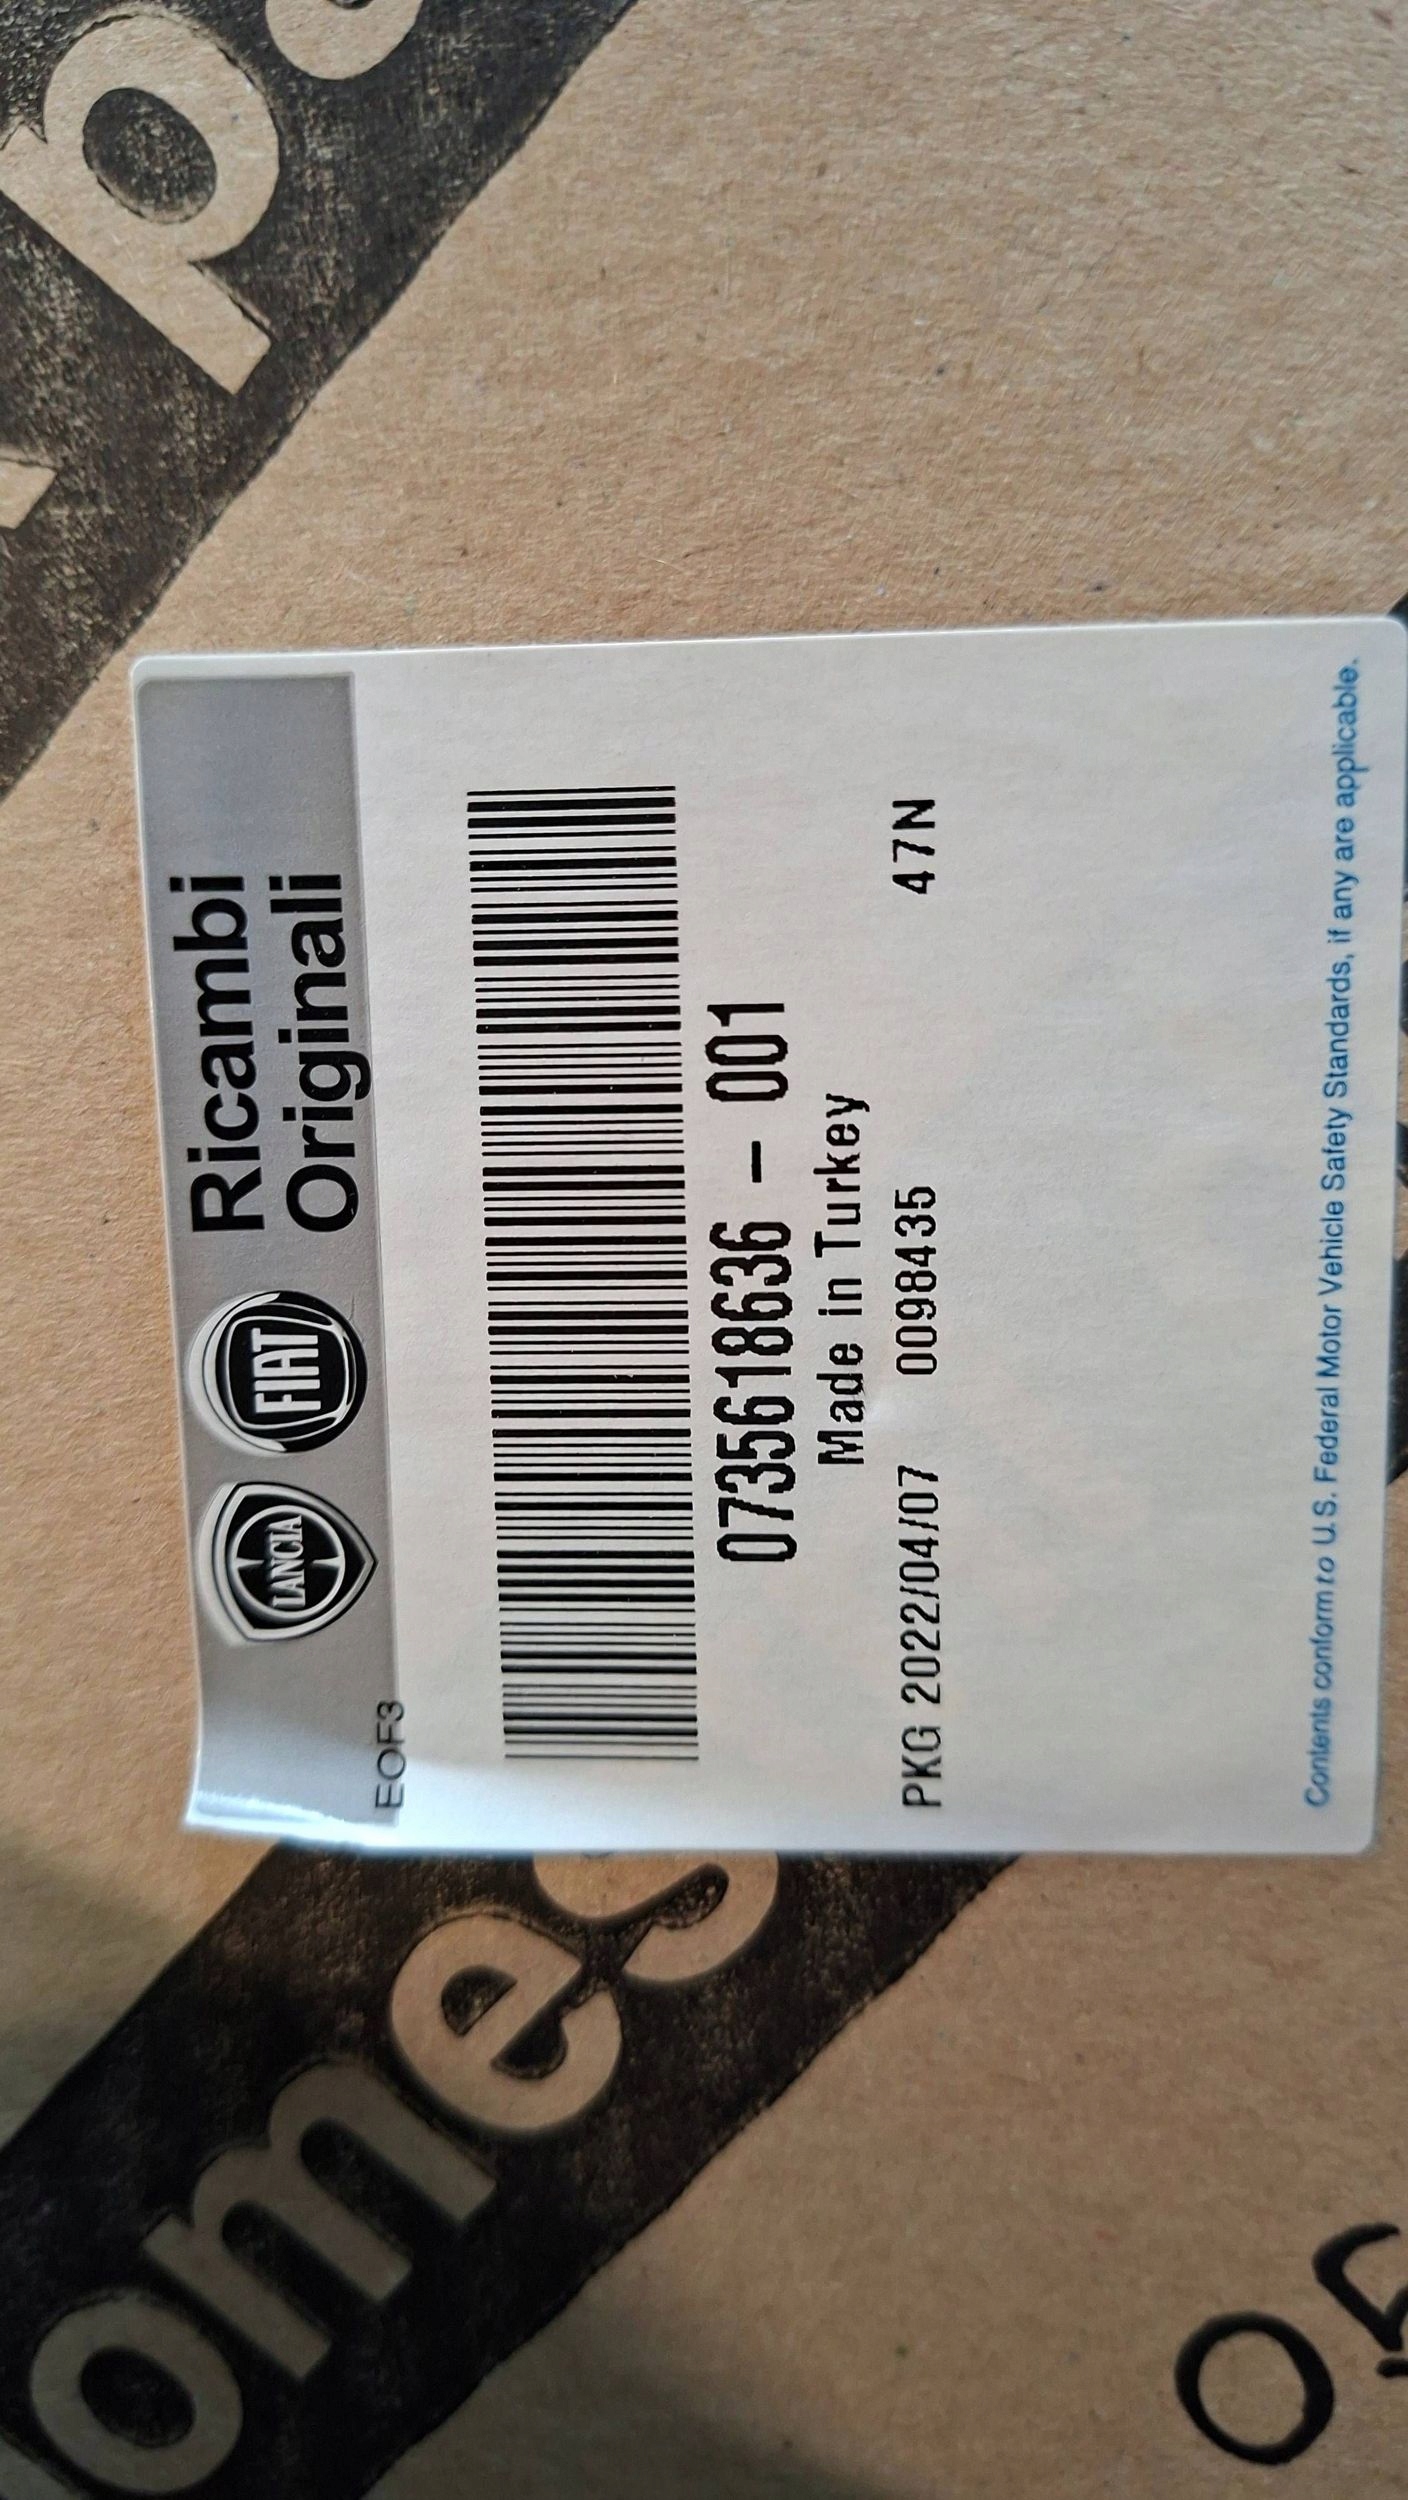 LANCIA
FIAT
Ricambi
Originali
EOF3
0735618636 - 001
Made in Turkey
PKG 2022/04/07 0098435 47N
Contents conform to U.S. Federal Motor Vehicle Safety Standards, if any are applicable.